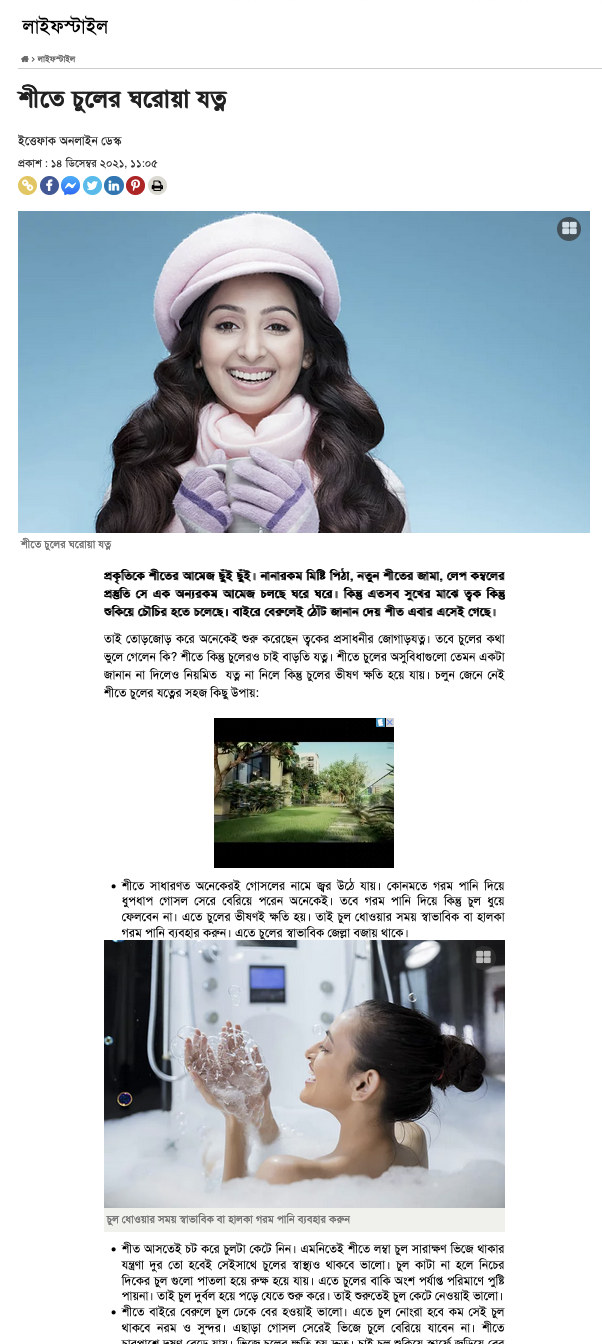 লাইফস্টাইল
> লাইফস্টাইল
শীতে চুলের ঘরোয়া যত্ন
ইত্তেফাক অনলাইন ডেস্ক
প্রকাশ : ১৪ ডিসেম্বর ২০২১, ১১:০৫
শীতে চুলের ঘরোয়া যত্ন
প্রকৃতিকে শীতের আমেজ ছুঁই ছুঁই। নানারকম মিষ্টি পিঠা, নতুন শীতের জামা, লেপ কম্বলের
প্রস্তুতি সে এক অন্যরকম আমেজ চলছে ঘরে ঘরে। কিন্তু এতসব সুখের মাঝে ত্বক কিন্তু
শুকিয়ে চৌচির হতে চলেছে। বাইরে বেরুলেই ঠোঁট জানান দেয় শীত এবার এসেই গেছে।
তাই তোড়জোড় করে অনেকেই শুরু করেছেন ত্বকের প্রসাধনীর জোগাড়যত্ন। তবে চুলের কথা
ভুলে গেলেন কি? শীতে কিন্তু চুলেরও চাই বাড়তি যত্ন। শীতে চুলের অসুবিধাগুলো তেমন একটা
জানান না দিলেও নিয়মিত যত্ন না নিলে কিন্তু চুলের ভীষণ ক্ষতি হয়ে যায়। চলুন জেনে নেই
শীতে চুলের যত্নের সহজ কিছু উপায়:
• শীতে সাধারণত অনেকেরই গোসলের নামে জ্বর উঠে যায়। কোনমতে গরম পানি দিয়ে
ধুপধাপ গোসল সেরে বেরিয়ে পরেন অনেকেই। তবে গরম পানি দিয়ে কিন্তু চুল ধুয়ে
ফেলবেন না। এতে চুলের ভীষণই ক্ষতি হয়। তাই চুল ধোওয়ার সময় স্বাভাবিক বা হালকা
গরম পানি ব্যবহার করুন। এতে চুলের স্বাভাবিক জেল্লা বজায় থাকে।
চুল ধোওয়ার সময় স্বাভাবিক বা হালকা গরম পানি ব্যবহার করুন
• শীত আসতেই চট করে চুলটা কেটে নিন। এমনিতেই শীতে লম্বা চুল সারাক্ষণ ভিজে থাকার
যন্ত্রণা দুর তো হবেই সেইসাথে চুলের স্বাস্থ্যও থাকবে ভালো। চুল কাটা না হলে নিচের
দিকের চুল গুলো পাতলা হয়ে রুক্ষ হয়ে যায়। এতে চুলের বাকি অংশ পর্যাপ্ত পরিমাণে পুষ্টি
পায়না। তাই চুল দুর্বল হয়ে পড়ে যেতে শুরু করে। তাই শুরুতেই চুল কেটে নেওয়াই ভালো।
• শীতে বাইরে বেরুলে চুল ঢেকে বের হওয়াই ভালো। এতে চুল নোংরা হবে কম সেই চুল
থাকবে নরম ও সুন্দর। এছাড়া গোসল সেরেই ভিজে চুলে বেরিয়ে যাবেন না। শীতে